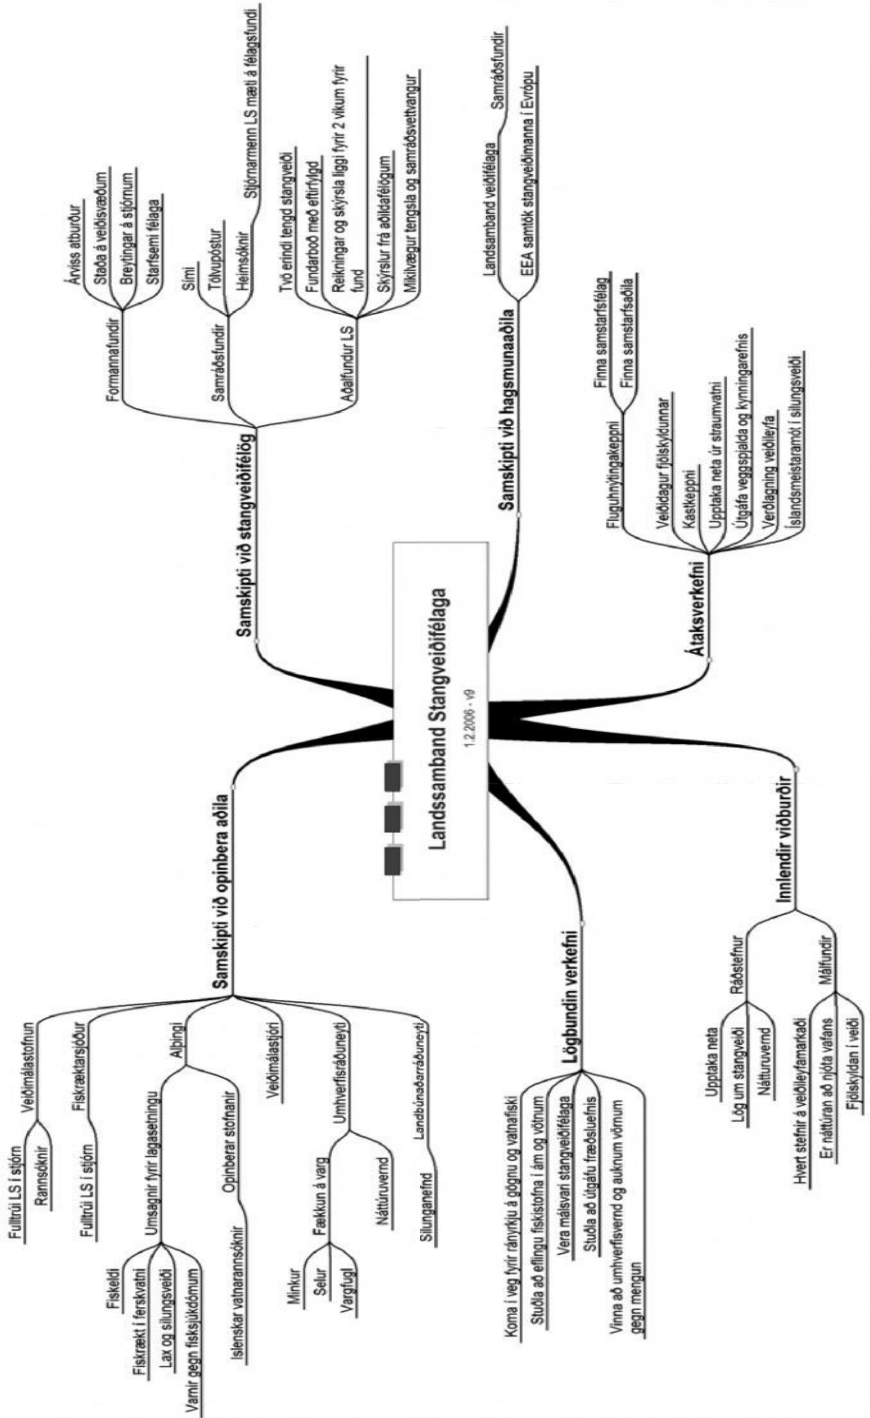 Landssamband Stangveiðifélaga
1.2.2006 - v9
Samskipti við opinbera aðila
Veiðimálastofnun
Fulltrúi LS í stjórn
Rannsóknir
Fiskræktarsjóður
Fulltrúi LS í stjórn
Alþingi
Umsagnir fyrir lagasetningu
Fiskeldi
Fiskrækt í ferskvatni
Lax og silungsveiði
Varnir gegn fisksjúkdómum
Opinberar stofnanir
Islenskar vatnarannsóknir
Veiðimálastjóri
Umhverfisráðuneyti
Fækkun á varg
Minkur
Selur
Vargfugl
Náttúruvernd
Landbúnaðarráðuneyti
Silunganefnd
Samskipti við stangveiðifélög
Formannafundir
Árviss atburður
Staða á veiðisvæðum
Breytingar á stjórnum
Starfsemi félaga
Samráðsfundir
Sími
Tölvupóstur
Heimsóknir
Stjórnarmenn LS mæti á félagsfundi
Aðalfundur LS
Tvö erindi tengd stangveiði
Fundarboð með eftirfylgd
Reikningar og skýrsla liggi fyrir 2 vikum fyrir
fund
Skýrslur frá aðildafélögum
Mikilvægur tengsla og samráðsvettvangur
Lögbundin verkefni
Koma í veg fyrir rányrkju á göngu og vatnafiski
Stuðla að eflingu fiskistofna í ám og vötnum
Vera málsvari stangveiðifélaga
Stuðla að útgáfu fræðsluefnis
Vinna að umhverfisvernd og auknum vörnum
gegn mengun
Innlendir viðburðir
Ráðstefnur
Upptaka neta
Lög um stangveiði
Nátturuvernd
Málfundir
Hvert stefnir á veiðileyfamarkaði
Er náttúran að njóta vafans
Fjölskyldan í veiði
Samskipti við hagsmunaaðila
Landsamband veiðifélaga
Samráðsfundir
EEA samtök stangveiðimanna í Evrópu
Átaksverkefni
Fluguhnýtingakeppni
Finna samstarfsfélag
Finna samstarfsaðila
Veiðidagur fjölskyldunnar
Kastkeppni
Upptaka neta úr straumvatni
Útgáfa veggspjalda og kynningarefnis
Verðlagning veiðileyfa
Íslandsmeistaramót í silungsveiði